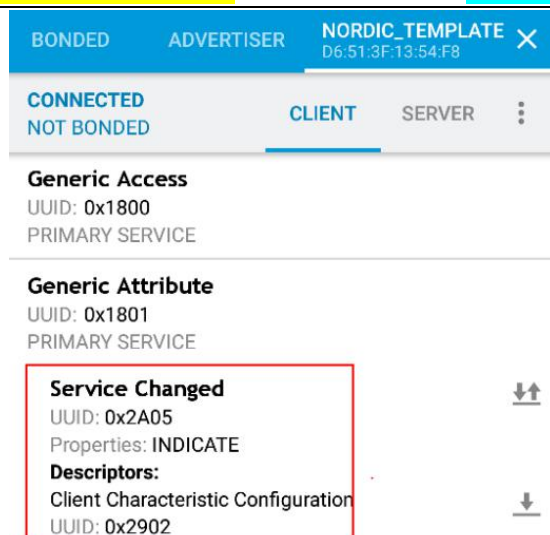 BONDED ADVERTISER NORDIC_TEMPLATE
D6:51:3F:13:54:F8
CONNECTED
NOT BONDED
CLIENT SERVER
Generic Access
UUID: 0x1800
PRIMARY SERVICE
Generic Attribute
UUID: 0x1801
PRIMARY SERVICE
Service Changed
UUID: 0x2A05
Properties: INDICATE
Descriptors:
Client Characteristic Configuration
UUID: 0x2902